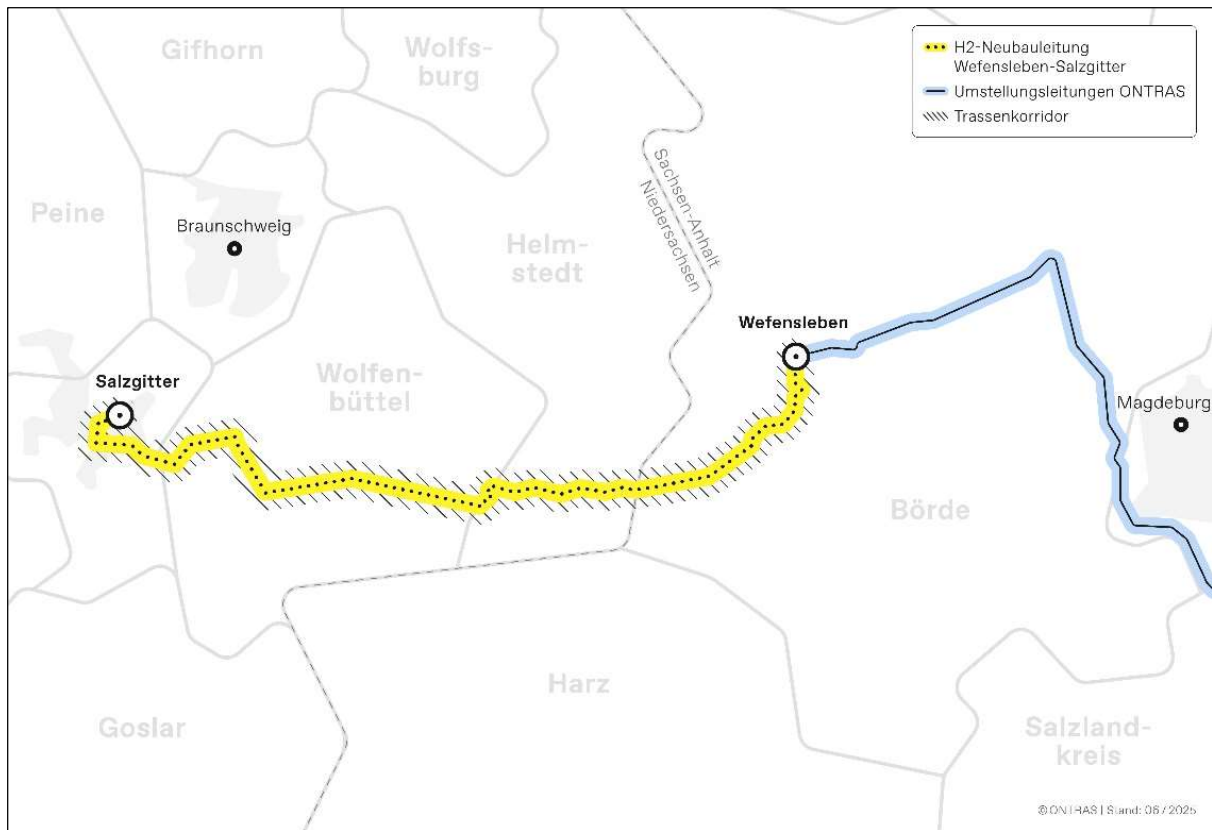 Gifhorn
Wolfs-
burg
H2-Neubauleitung
Wefensleben-Salzgitter
Umstellungsleitungen ONTRAS
Trassenkorridor
Sachsen-Anhalt
Niedersachsen
Peine
Braunschweig
Helm-
stedt
Wefensleben
Salzgitter
Wolfen-
büttel
Magdeburg
Börde
Harz
Goslar
Salzland-
kreis
©ONTRAS | Stand: 06/2025